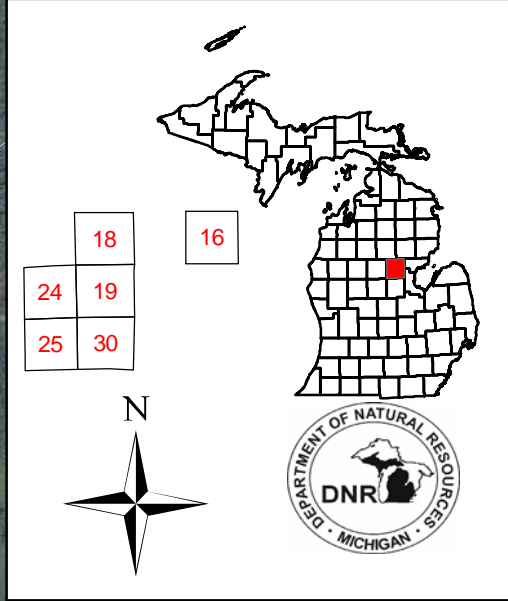 18 16
24 19
25 30
N
DEPARTMENT OF NATURAL RESOURCES
DNR
MICHIGAN